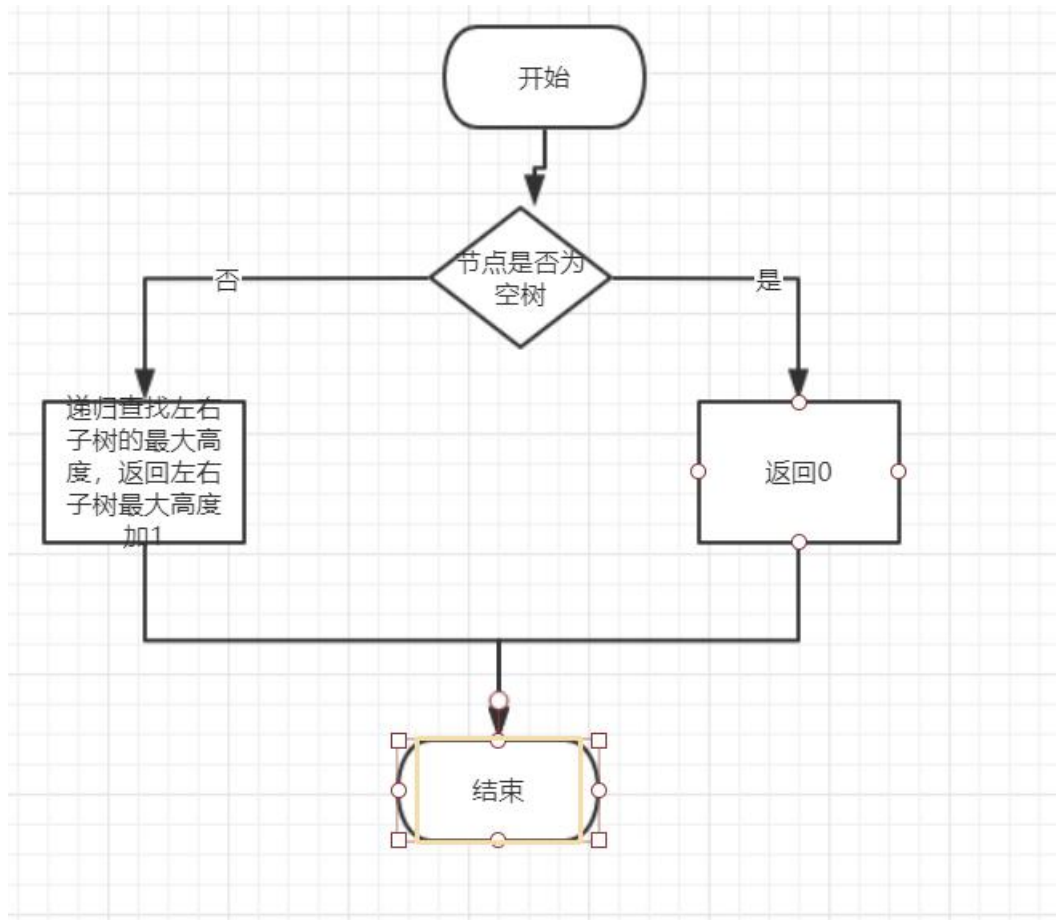 开始
节点是否为
空树
否
是
递归查找左右
子树的最大高
度，返回左右
子树最大高度
加1
返回0
结束